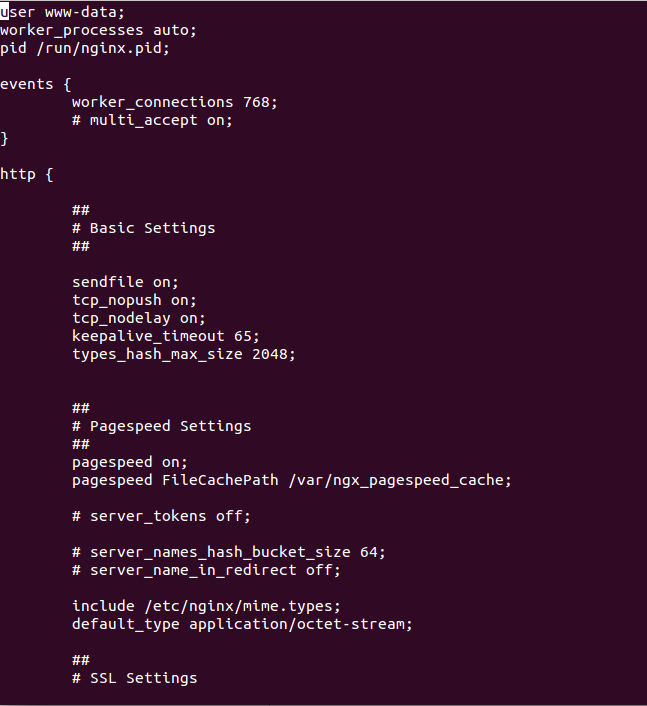 user www-data;
worker_processes auto;
pid /run/nginx.pid;
events {
worker_connections 768;
# multi_accept on;
}
http {
##
# Basic Settings
##
sendfile on;
tcp_nopush on;
tcp_nodelay on;
keepalive_timeout 65;
types_hash_max_size 2048;
##
# Pagespeed Settings
##
pagespeed on;
pagespeed FileCachePath /var/ngx_pagespeed_cache;
# server_tokens off;
# server_names_hash_bucket_size 64;
# server_name_in_redirect off;
include /etc/nginx/mime.types;
default_type application/octet-stream;
##
# SSL Settings